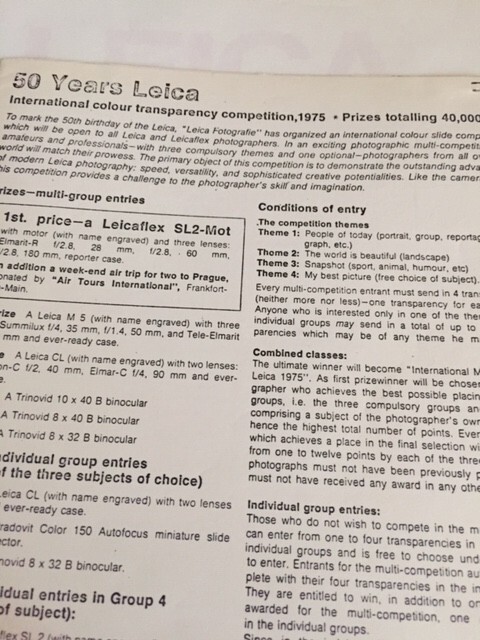 50 Years Leica
International colour transparency competition,1975 • Prizes totalling 40,000
To mark the 50th birthday of the Leica, "Leica Fotografie" has organized an international colour slide comp
which will be open to all Leica and Leicaflex photographers. In an exciting photographic multi-competit
amateurs and professionals—with three compulsory themes and one optional—photographers from all ov
world will match their prowess. The primary object of this competition is to demonstrate the outstanding adva
of modern Leica photography: speed, versatility, and sophisticated creative potentialities. Like the camer
his competition provides a challenge to the photographer's skill and imagination.
rizes—multi-group entries
1st. price—a Leicaflex SL2-Mot
with motor (with name engraved) and three lenses:
Elmarit-R f/2.8, 28 mm, f/2.8, 60 mm,
/2.8, 180 mm, reporter case.
n addition a week-end air trip for two to Prague,
onated by "Air Tours International", Frankfort-
-Main.
rize A Leica M 5 (with name engraved) with three
Summilux f/4, 35 mm, f/1.4, 50 mm, and Tele-Elmarit
mm and ever-ready case.
e A Leica CL (with name engraved) with two lenses:
on-C f/2, 40 mm, Elmar-C f/4, 90 mm and ever-
e.
A Trinovid 10 x 40 B binocular
A Trinovid 8 x 40 B binocular
A Trinovid 8 x 32 B binocular
dividual group entries
f the three subjects of choice)
Leica CL (with name engraved) with two lenses
ever-ready case.
radovit Color 150 Autofocus miniature slide
ector.
novid 8 x 32 B binocular.
idual entries in Group 4
of subject):
flex SL 2 (with name engraved)
Conditions of entry
The competition themes
Theme 1: People of today (portrait, group, reportag
graph, etc.)
Theme 2: The world is beautiful (landscape)
Theme 3: Snapshot (sport, animal, humour, etc)
Theme 4: My best picture (free choice of subject).
Every multi-competition entrant must send in 4 trans
(neither more nor less)—one transparency for ea
Anyone who is interested only in one of the them
individual groups may send in a total of up to
parencies which may be of any theme he m
Combined classes:
The ultimate winner will become "International M
Leica 1975". As first prizewinner will be chosen
grapher who achieves the best possible placin
groups, i.e. the three compulsory groups an
comprising a subject of the photographer's own
hence the highest total number of points. Ever
which achieves a place in the final selection wi
from one to twelve points by each of the three
photographs must not have been previously p
must not have received any award in any othe
Individual group entries:
Those who do not wish to compete in the m
can enter from one to four transparencies in
individual groups and is free to choose und
to enter. Entrants for the multi-competition au
plete with their four transparencies in the in
They are entitled to win, in addition to on
awarded for the multi-competition, one
in the individual groups.